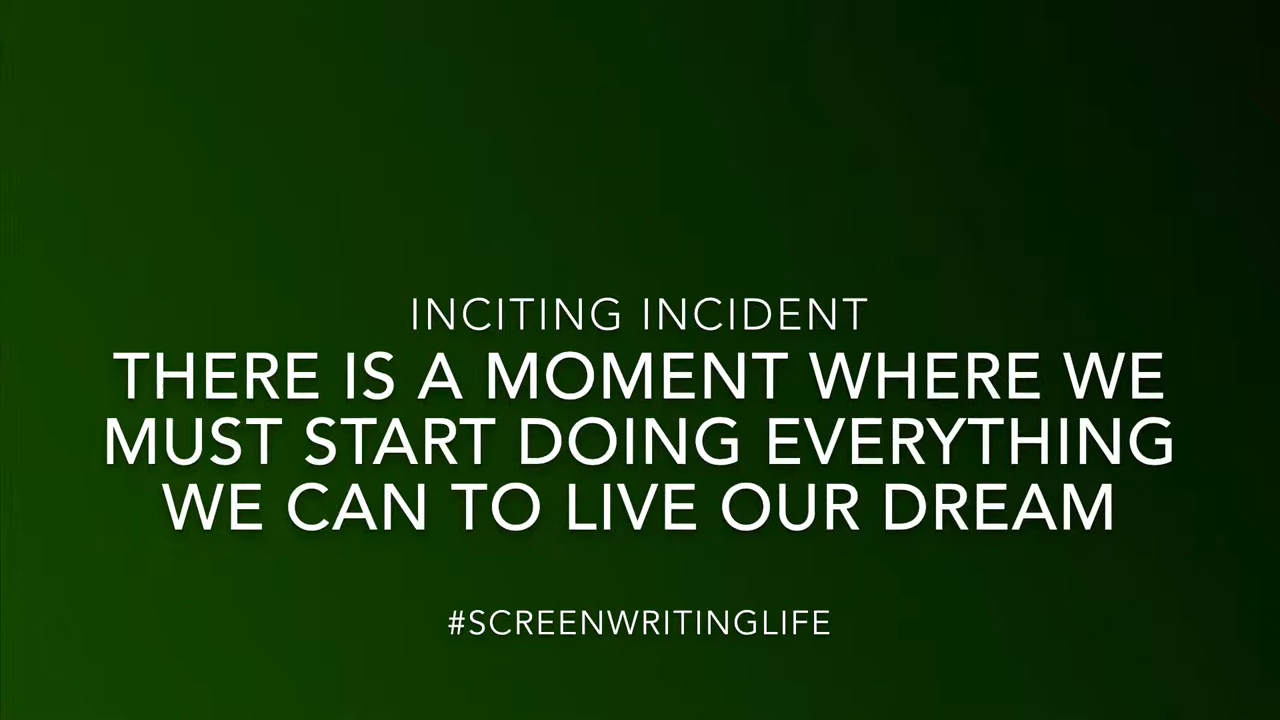 INCITING INCIDENT
THERE IS A MOMENT WHERE WE
MUST START DOING EVERYTHING
WE CAN TO LIVE OUR DREAM
#SCREENWRITINGLIFE